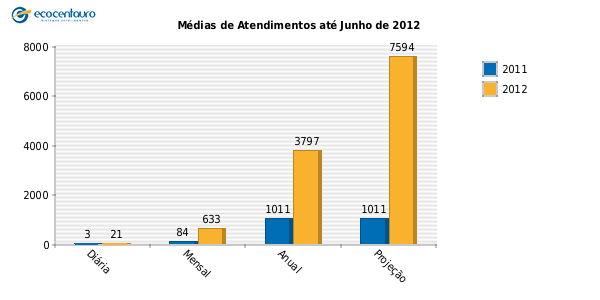 ecocentauro
Médias de Atendimentos até Junho de 2012
8000
6000
4000
2000
0
3
21
84
633
1011
3797
1011
7594
Diária
Mensal
Anual
Projeção
2011
2012